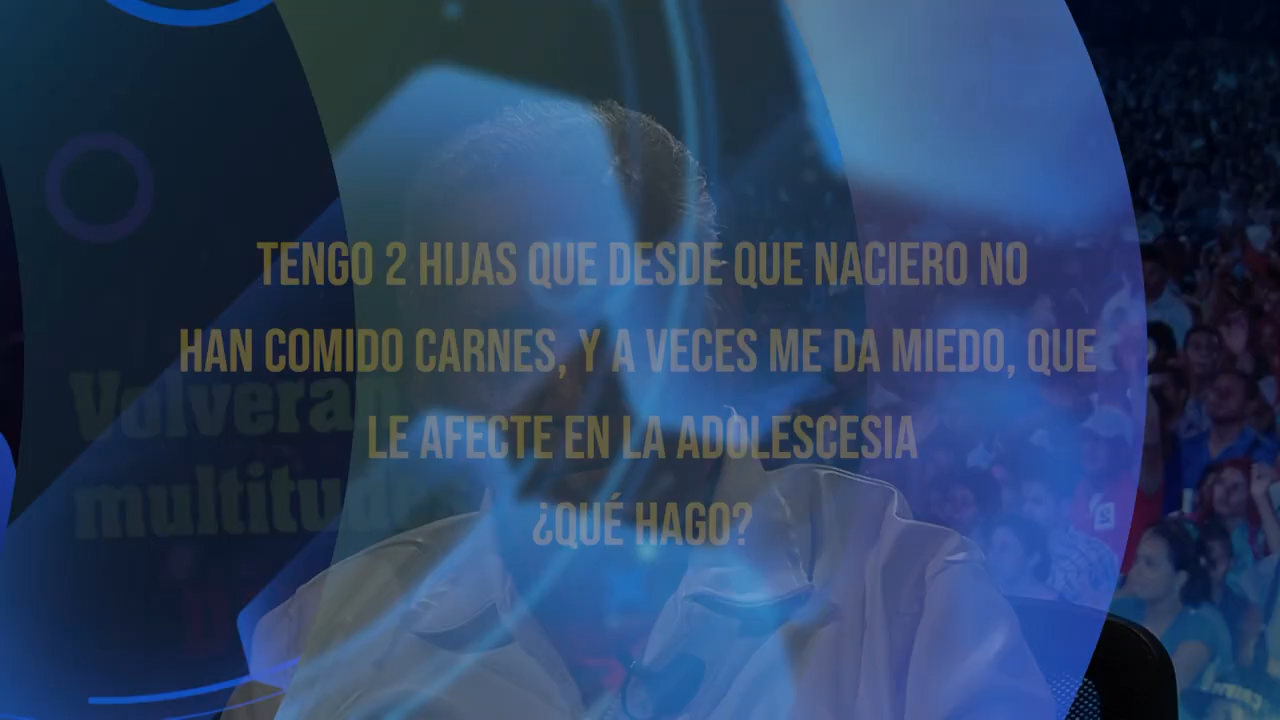 TENGO 2 HIJAS QUE DESDE QUE NACIERO NO
HAN COMIDO CARNES, Y A VECES ME DA MIEDO, QUE
LE AFECTE EN LA ADOLESCESIA
¿QUÉ HAGO?
Volverán